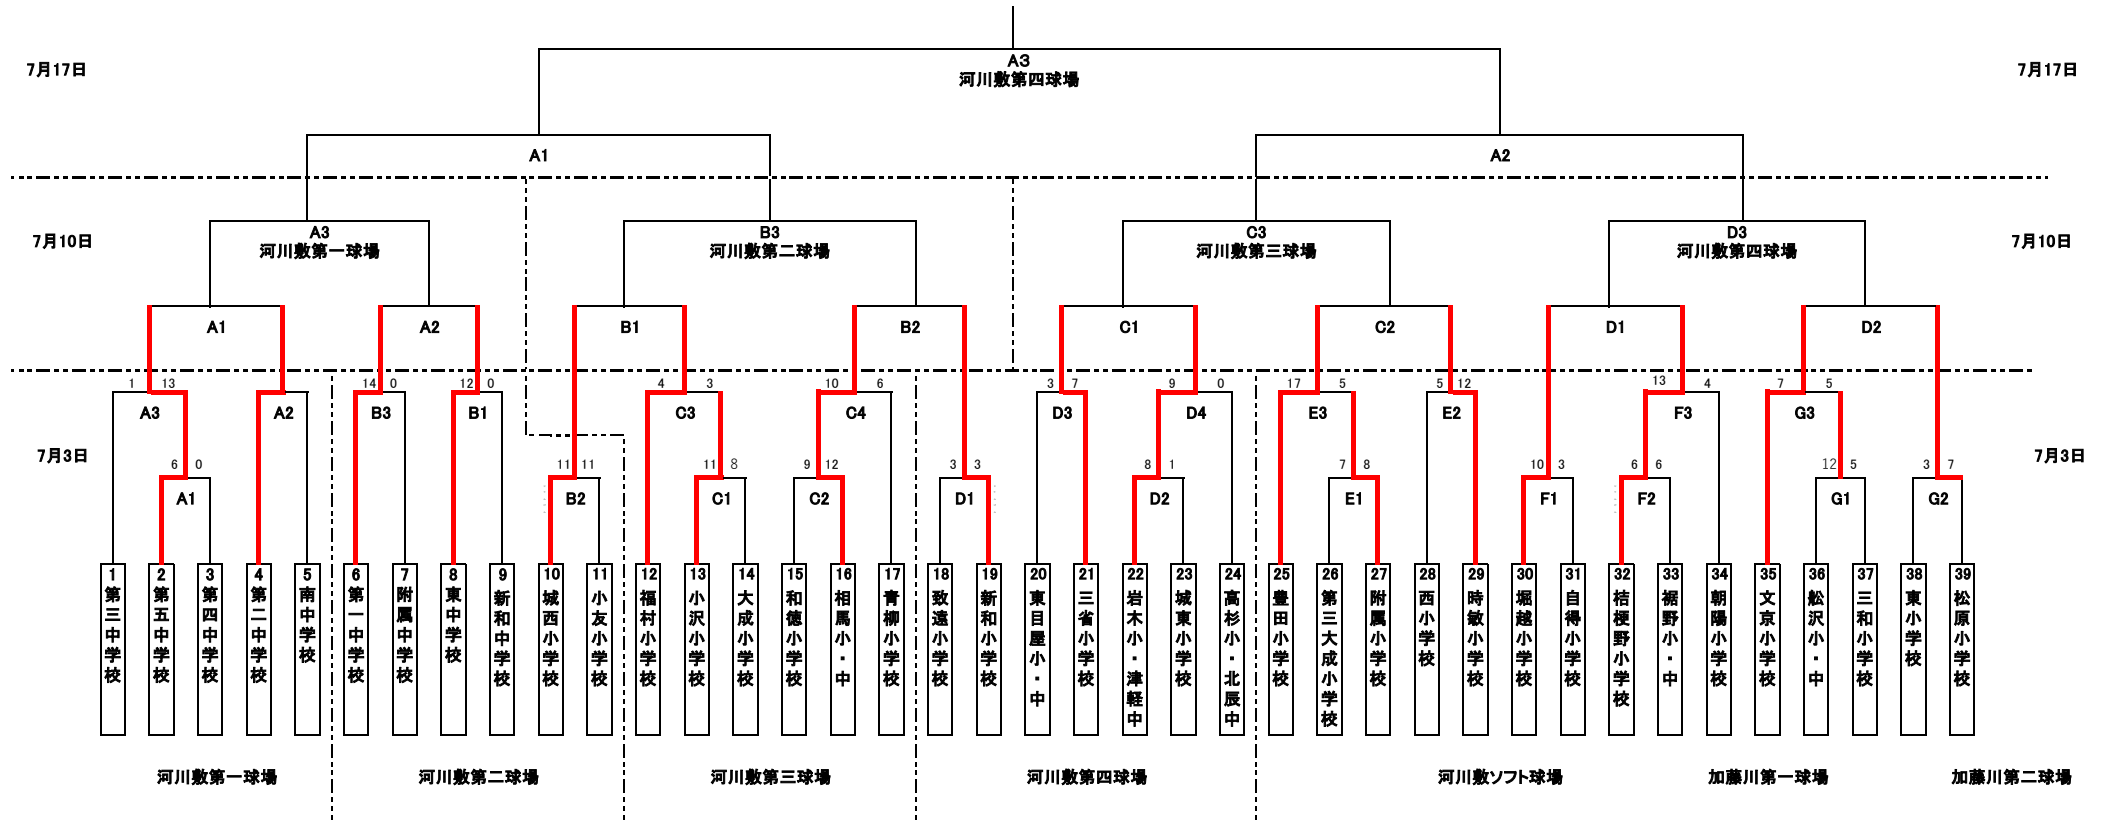 A3
河川敷第四球場
7月17日
7月17日
A1
A2
7月10日
A3
河川敷第一球場
B3
河川敷第二球場
C3
河川敷第三球場
D3
河川敷第四球場
7月10日
A1
A2
B1
B2
C1
C2
D1
D2
1 13
14 0
12 0
4 3
10 6
3 7
9 0
17 5
5 12
13 4
7 5
A3
A2
B3
B1
C3
C4
D3
D4
E3
E2
F3
G3
7月3日
7月3日
6 0
11 11
11 8
9 12
3 3
8 1
7 8
10 3
6 6
12 5
3 7
A1
B2
C1
C2
D1
D2
E1
F1
F2
G1
G2
1 第三中学校
2 第五中学校
3 第四中学校
4 第二中学校
5 南中学校
6 第一中学校
7 附属中学校
8 東中学校
9 新和中学校
10 城西小学校
11 小友小学校
12 福村小学校
13 小沢小学校
14 大成小学校
15 和徳小学校
16 相馬小・中
17 青柳小学校
18 致遠小学校
19 新和小学校
20 東目屋小・中
21 三省小学校
22 岩木小・津軽中
23 城東小学校
24 高杉小・北辰中
25 豊田小学校
26 第三大成小学校
27 附属小学校
28 西小学校
29 時敏小学校
30 堀越小学校
31 自得小学校
32 桔梗野小学校
33 裾野小・中
34 朝陽小学校
35 文京小学校
36 船沢小・中
37 三和小学校
38 東小学校
39 松原小学校
河川敷第一球場
河川敷第二球場
河川敷第三球場
河川敷第四球場
河川敷ソフト球場
加藤川第一球場
加藤川第二球場